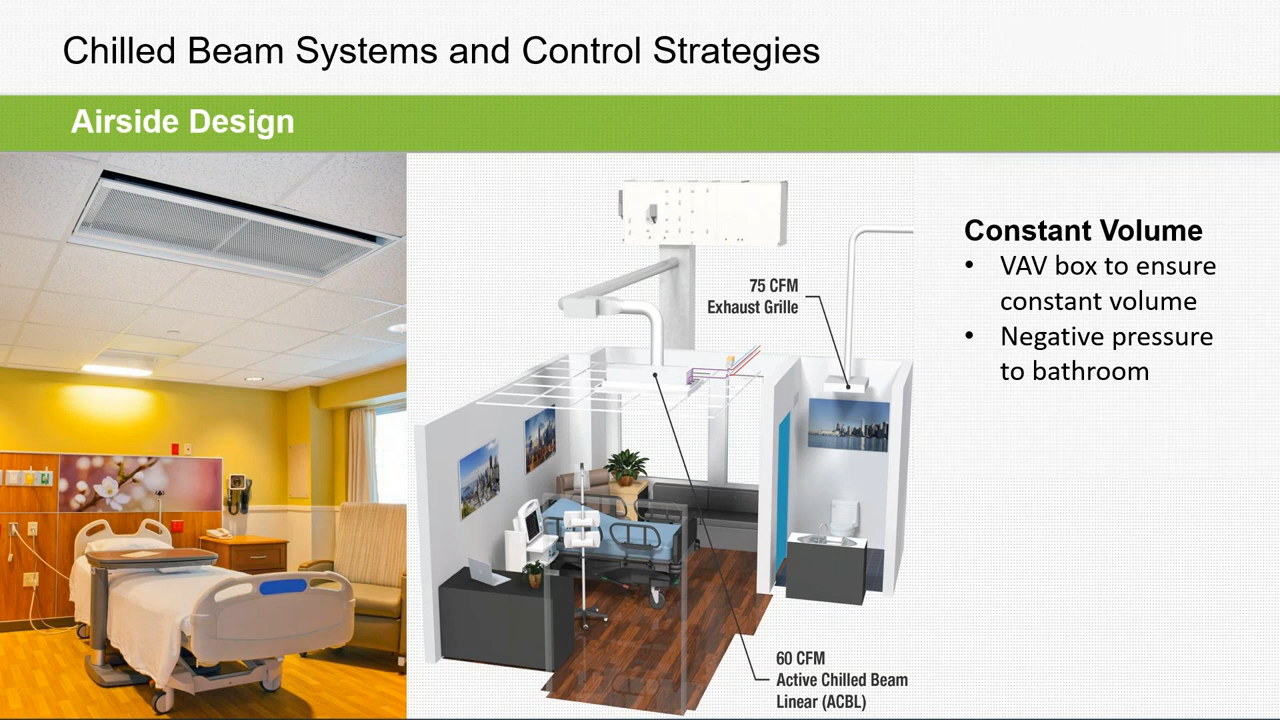 Chilled Beam Systems and Control Strategies
Airside Design
75 CFM
Exhaust Grille
60 CFM
Active Chilled Beam
Linear (ACBL)
Constant Volume
• VAV box to ensure
constant volume
• Negative pressure
to bathroom